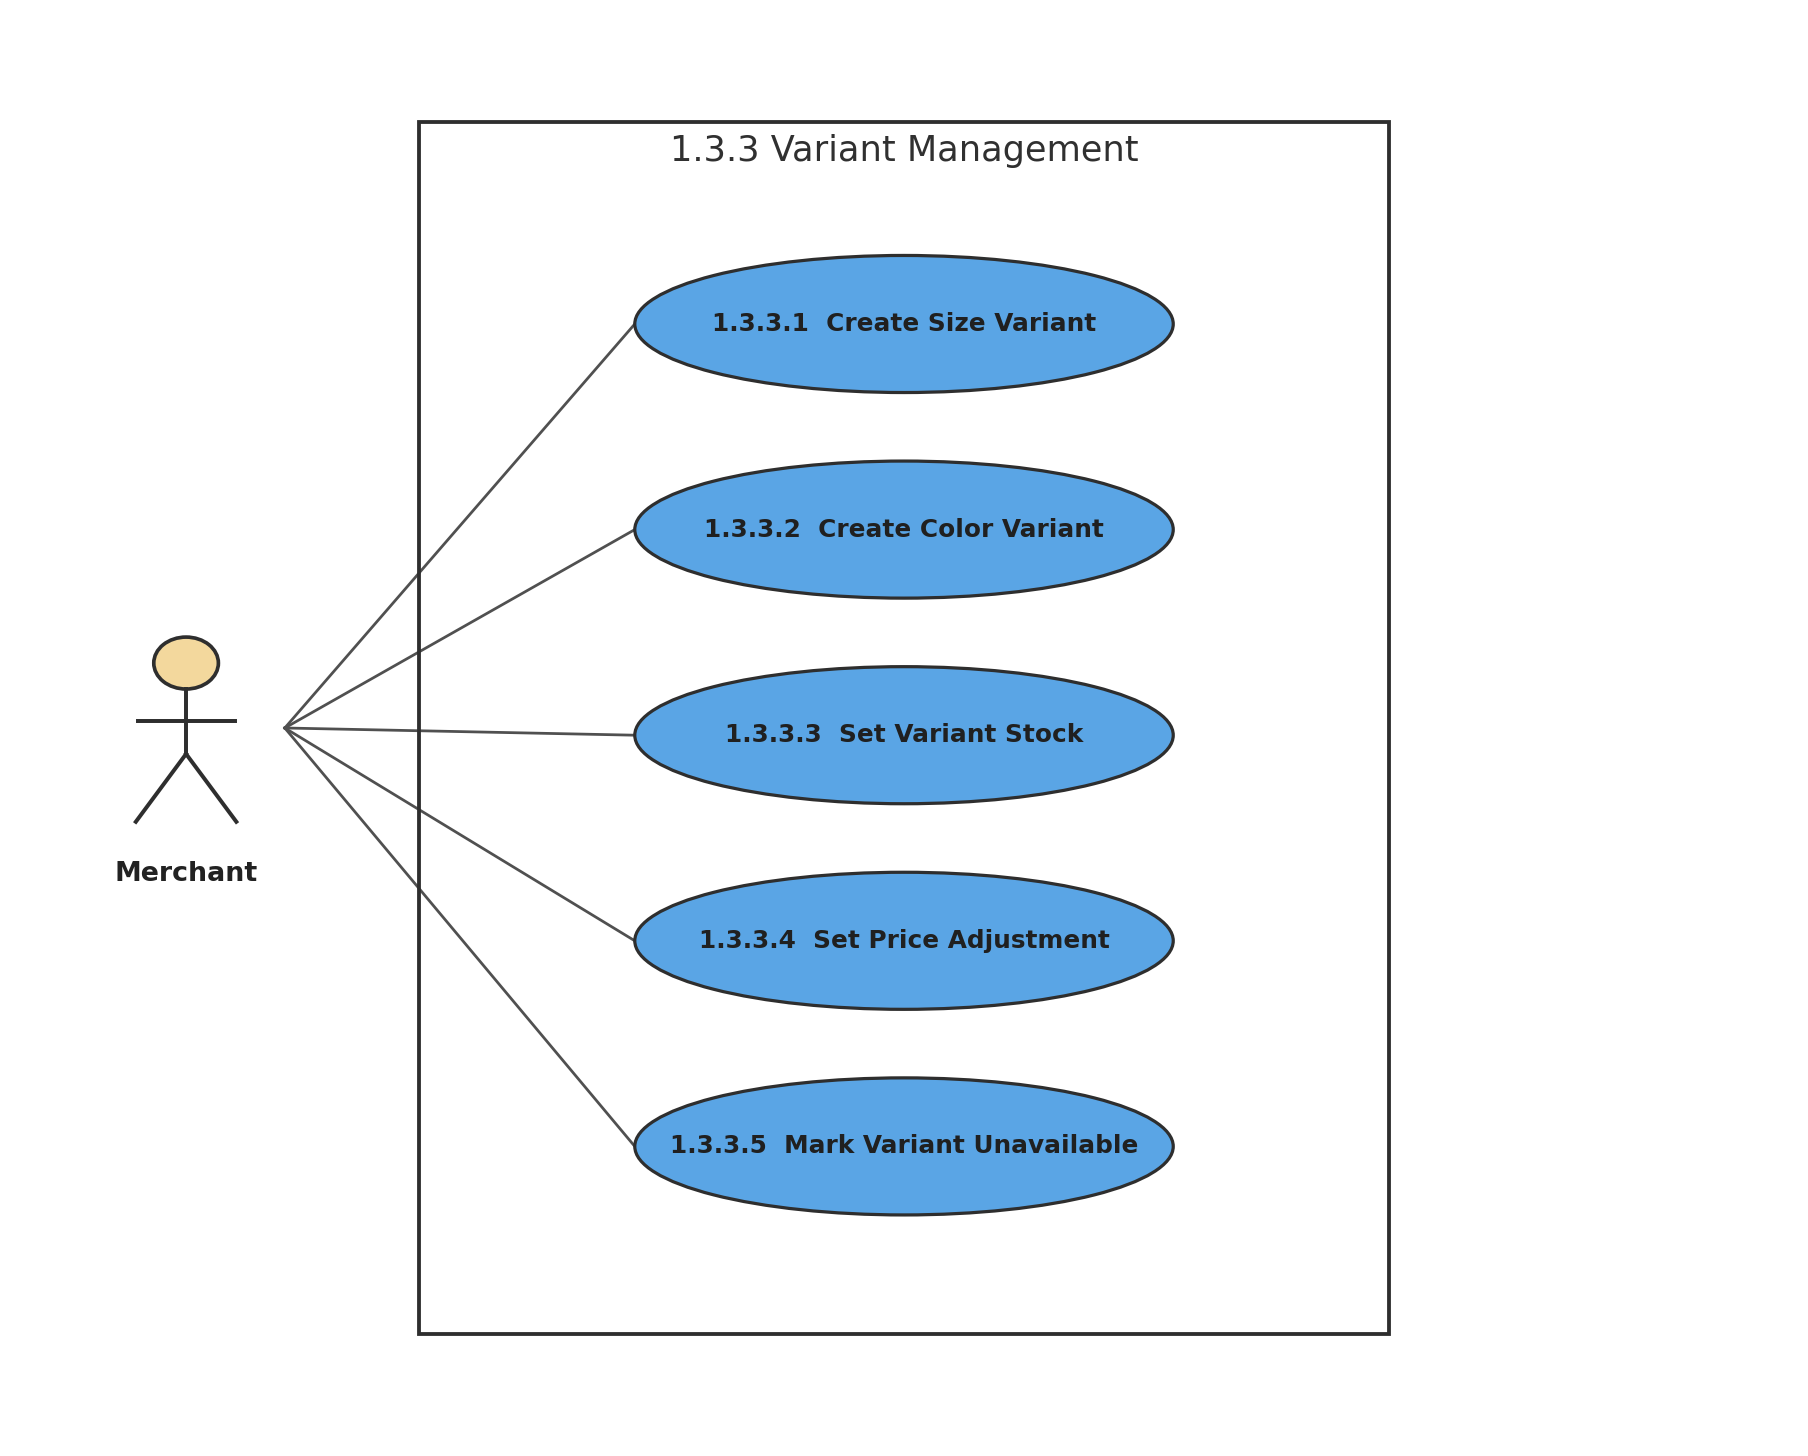 1.3.3 Variant Management
1.3.3.1  Create Size Variant
1.3.3.2  Create Color Variant
1.3.3.3  Set Variant Stock
Merchant
1.3.3.4  Set Price Adjustment
1.3.3.5  Mark Variant Unavailable